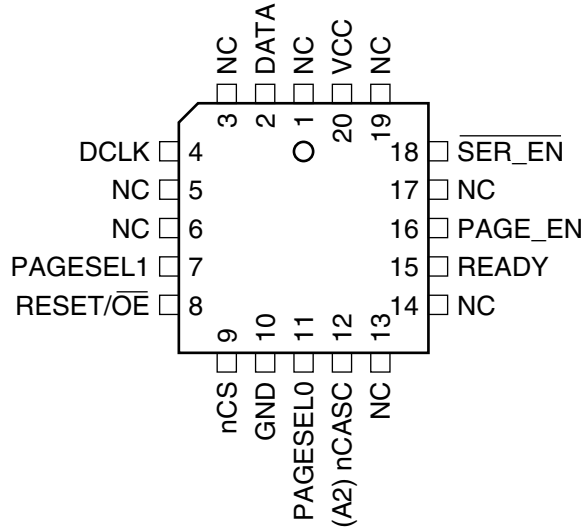 NC
DATA
NC
VCC
NC
3
2
1
20
19
DCLK 4
NC 5
NC 6
PAGESEL1 7
RESET/O̅E̅ 8
18 S̅E̅R̅_̅E̅N̅
17 NC
16 PAGE_EN
15 READY
14 NC
9
10
11
12
13
nCS
GND
PAGESEL0
(A2) nCASC
NC